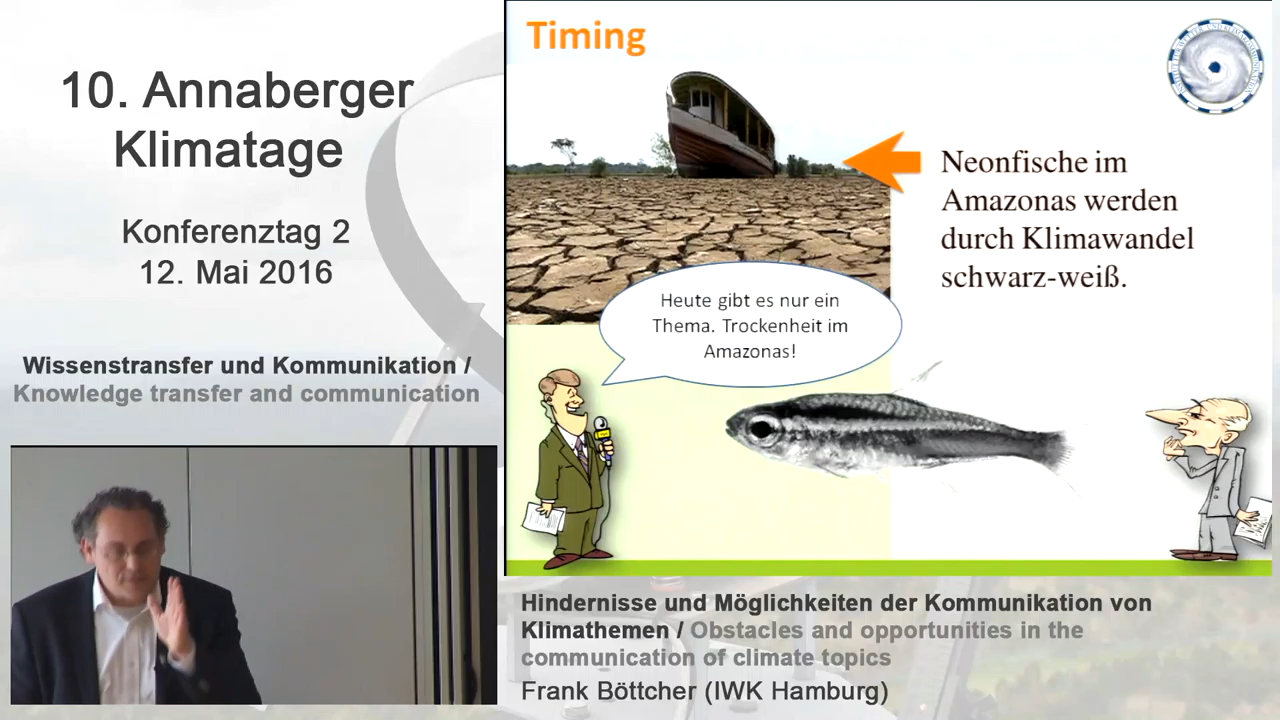 10. Annaberger
Klimatage
Konferenztag 2
12. Mai 2016
Wissenstransfer und Kommunikation /
Knowledge transfer and communication
Timing
Neonfische im
Amazonas werden
durch Klimawandel
schwarz-weiß.
Heute gibt es nur ein
Thema. Trockenheit im
Amazonas!
Hindernisse und Möglichkeiten der Kommunikation von
Klimathemen / Obstacles and opportunities in the
communication of climate topics
Frank Böttcher (IWK Hamburg)